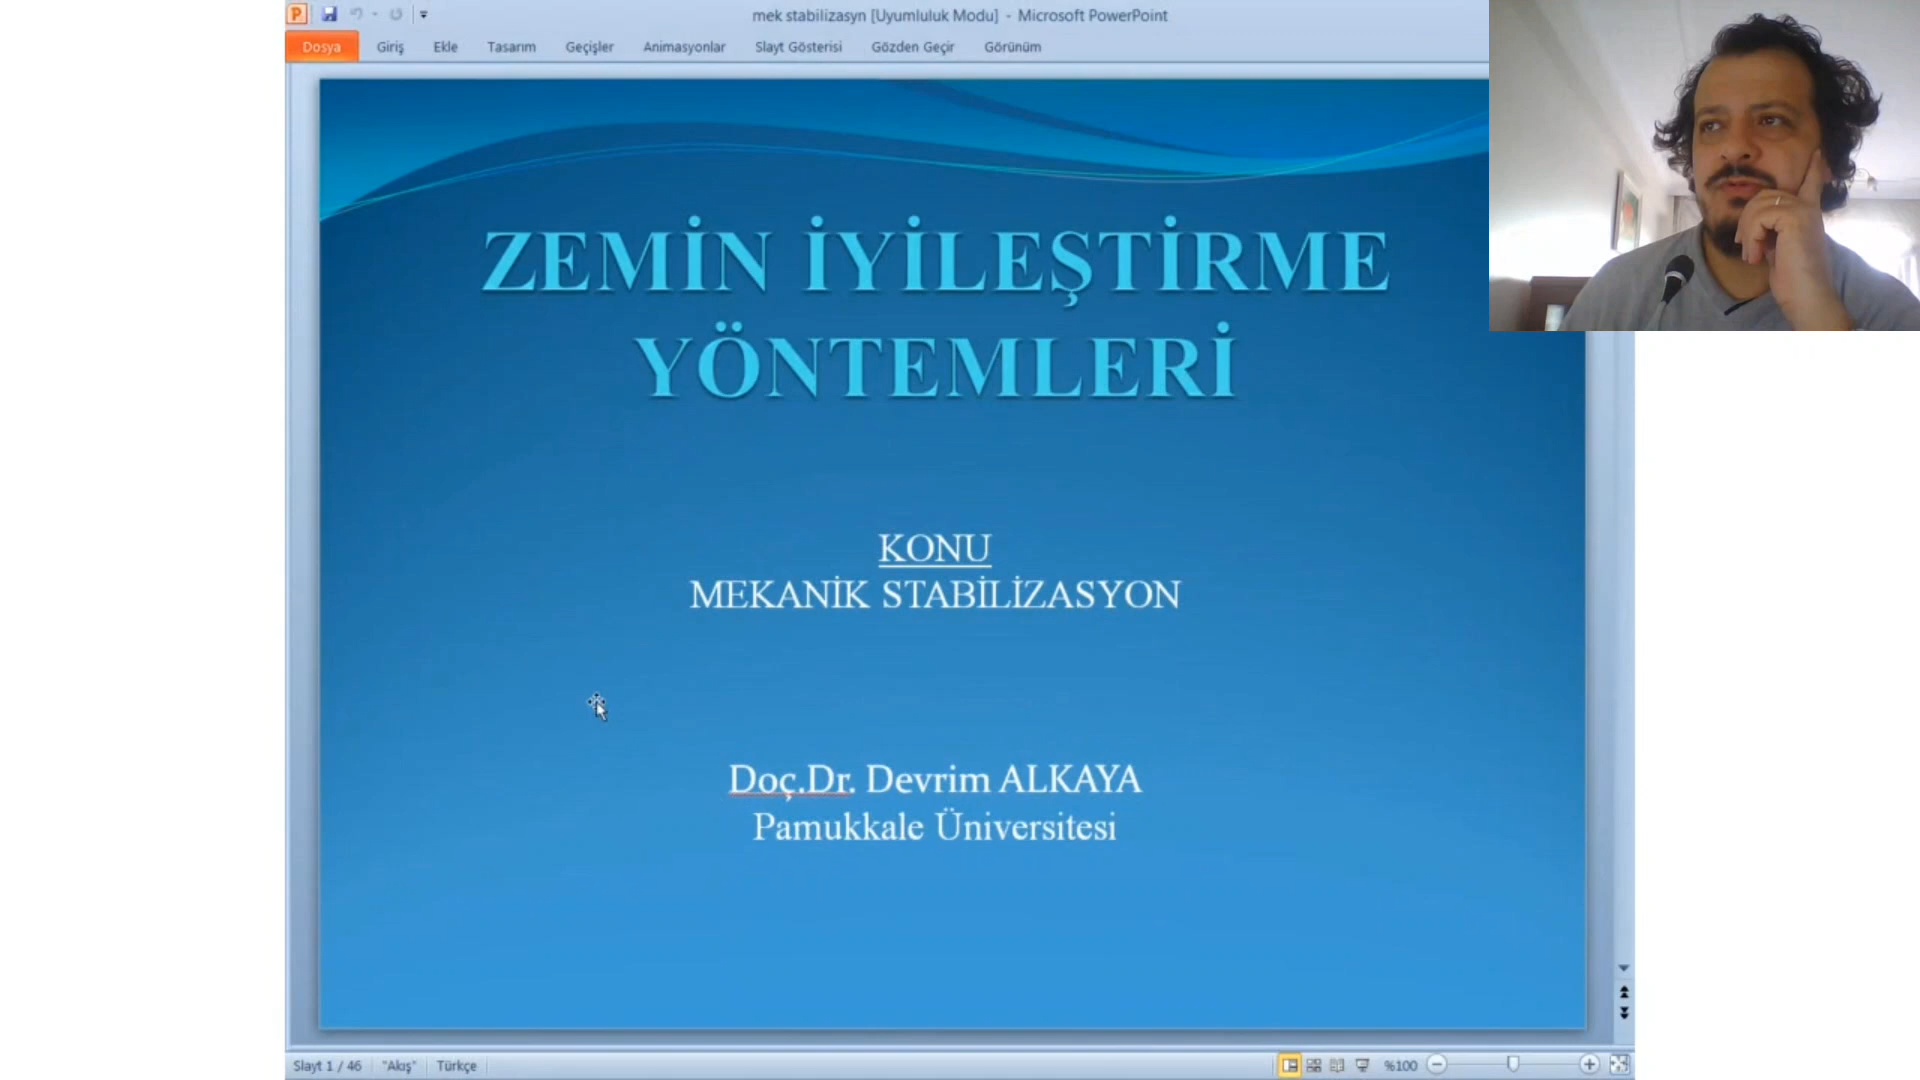 mek stabilizasyn [Uyumluluk Modu] - Microsoft PowerPoint
Dosya Giriş Ekle Tasarım Geçişler Animasyonlar Slayt Gösterisi Gözden Geçir Görünüm
ZEMİN İYİLEŞTİRME
YÖNTEMLERİ
KONU
MEKANİK STABİLİZASYON
Doç.Dr. Devrim ALKAYA
Pamukkale Üniversitesi
Slayt 1 / 46 "Akış" Türkçe %100